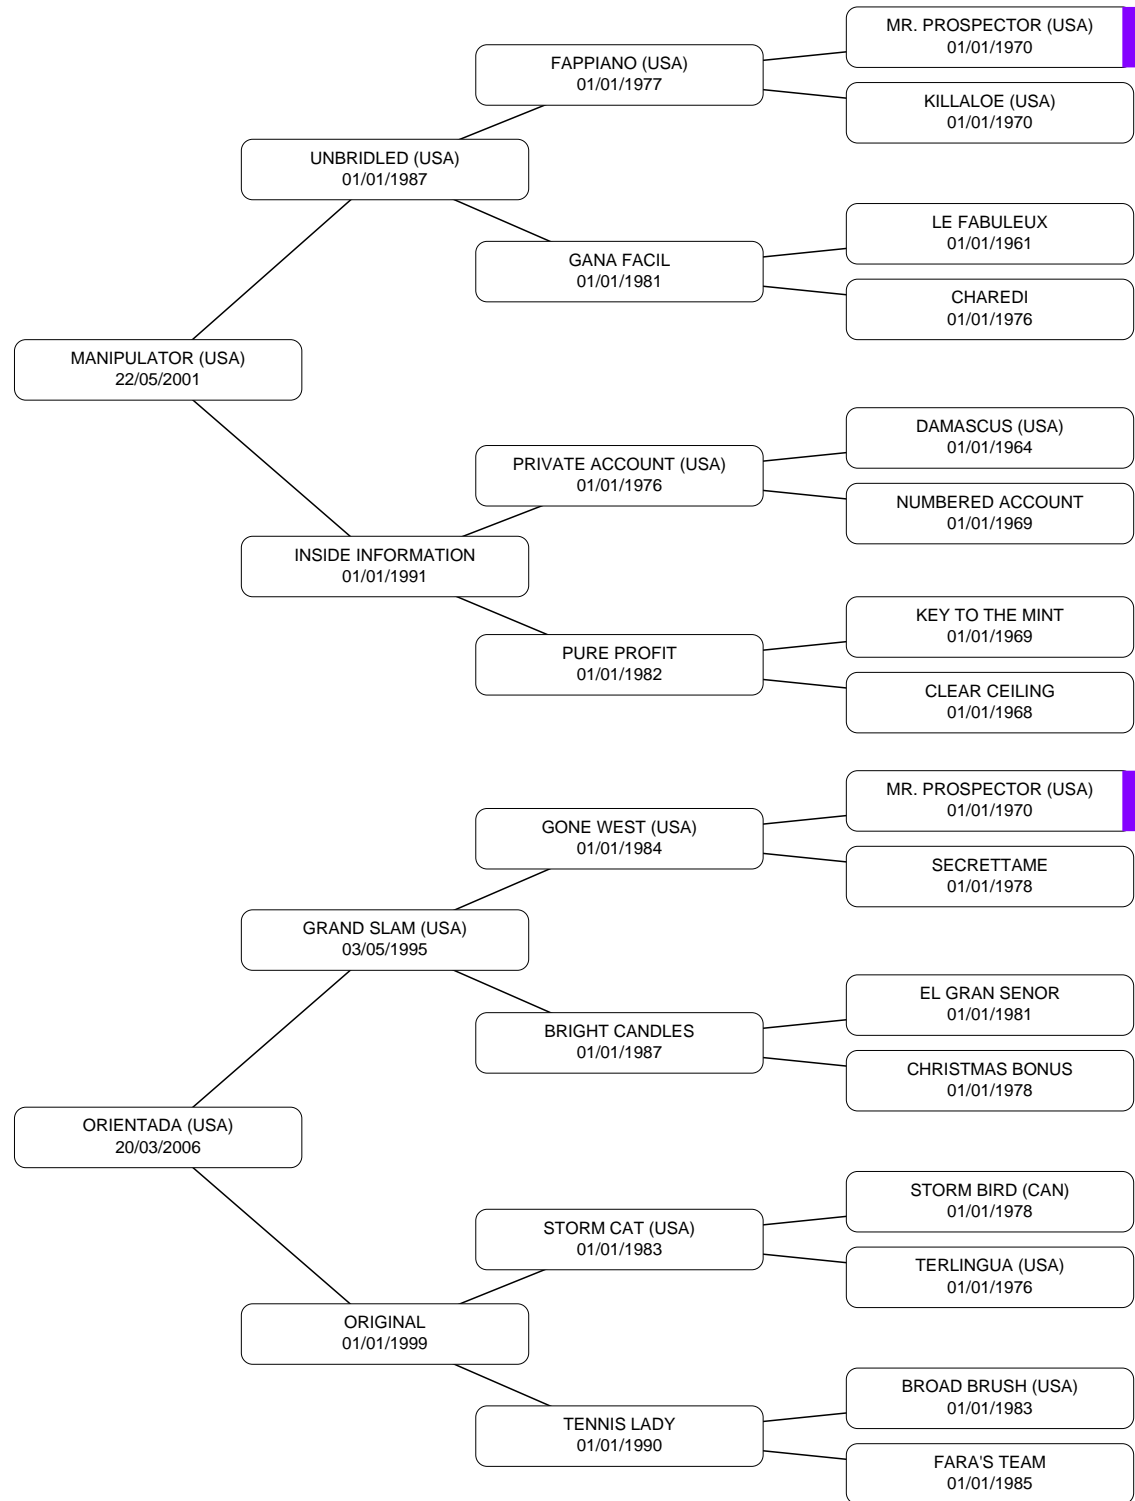 MR. PROSPECTOR (USA)
01/01/1970
FAPPIANO (USA)
01/01/1977
KILLALOE (USA)
01/01/1970
UNBRIDLED (USA)
01/01/1987
LE FABULEUX
01/01/1961
GANA FACIL
01/01/1981
CHAREDI
01/01/1976
MANIPULATOR (USA)
22/05/2001
DAMASCUS (USA)
01/01/1964
PRIVATE ACCOUNT (USA)
01/01/1976
NUMBERED ACCOUNT
01/01/1969
INSIDE INFORMATION
01/01/1991
KEY TO THE MINT
01/01/1969
PURE PROFIT
01/01/1982
CLEAR CEILING
01/01/1968
MR. PROSPECTOR (USA)
01/01/1970
GONE WEST (USA)
01/01/1984
SECRETTAME
01/01/1978
GRAND SLAM (USA)
03/05/1995
EL GRAN SENOR
01/01/1981
BRIGHT CANDLES
01/01/1987
CHRISTMAS BONUS
01/01/1978
ORIENTADA (USA)
20/03/2006
STORM BIRD (CAN)
01/01/1978
STORM CAT (USA)
01/01/1983
TERLINGUA (USA)
01/01/1976
ORIGINAL
01/01/1999
BROAD BRUSH (USA)
01/01/1983
TENNIS LADY
01/01/1990
FARA'S TEAM
01/01/1985